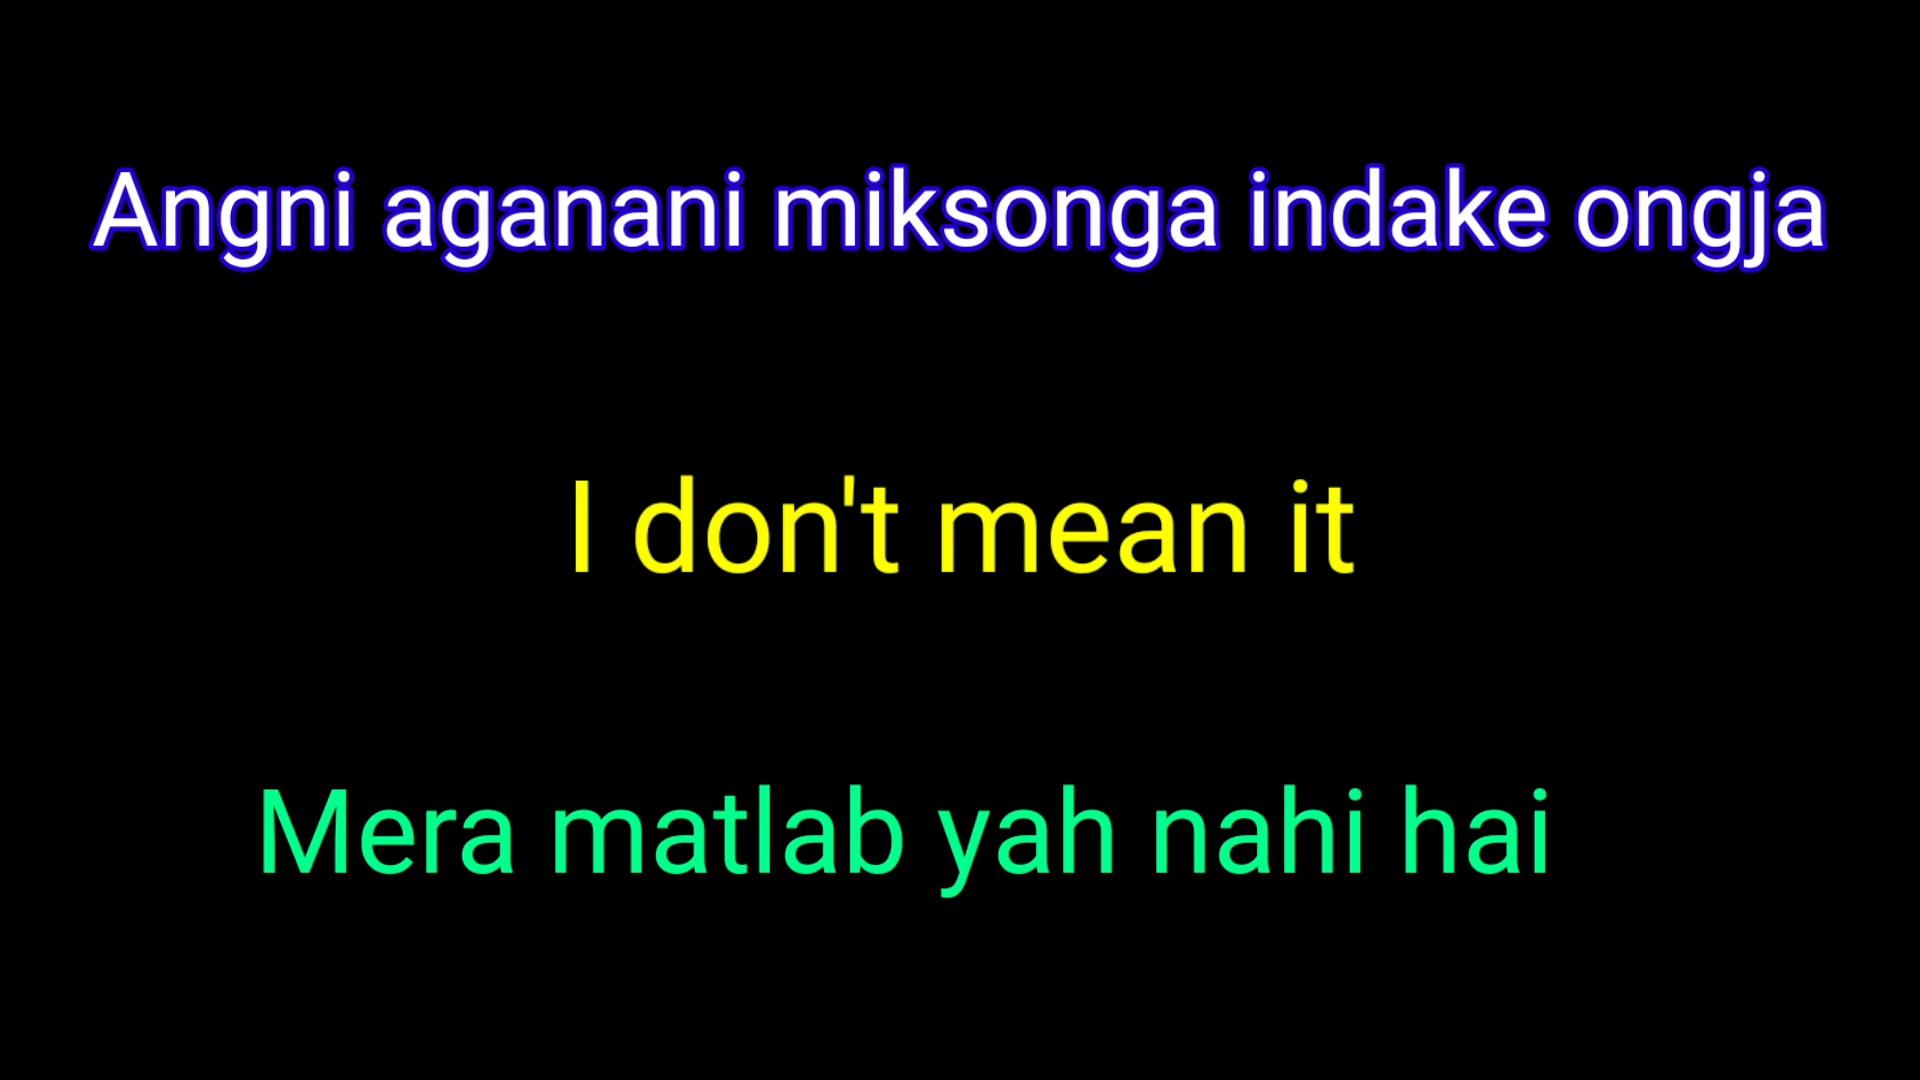 Angni aganani miksonga indake ongja
I don't mean it
Mera matlab yah nahi hai